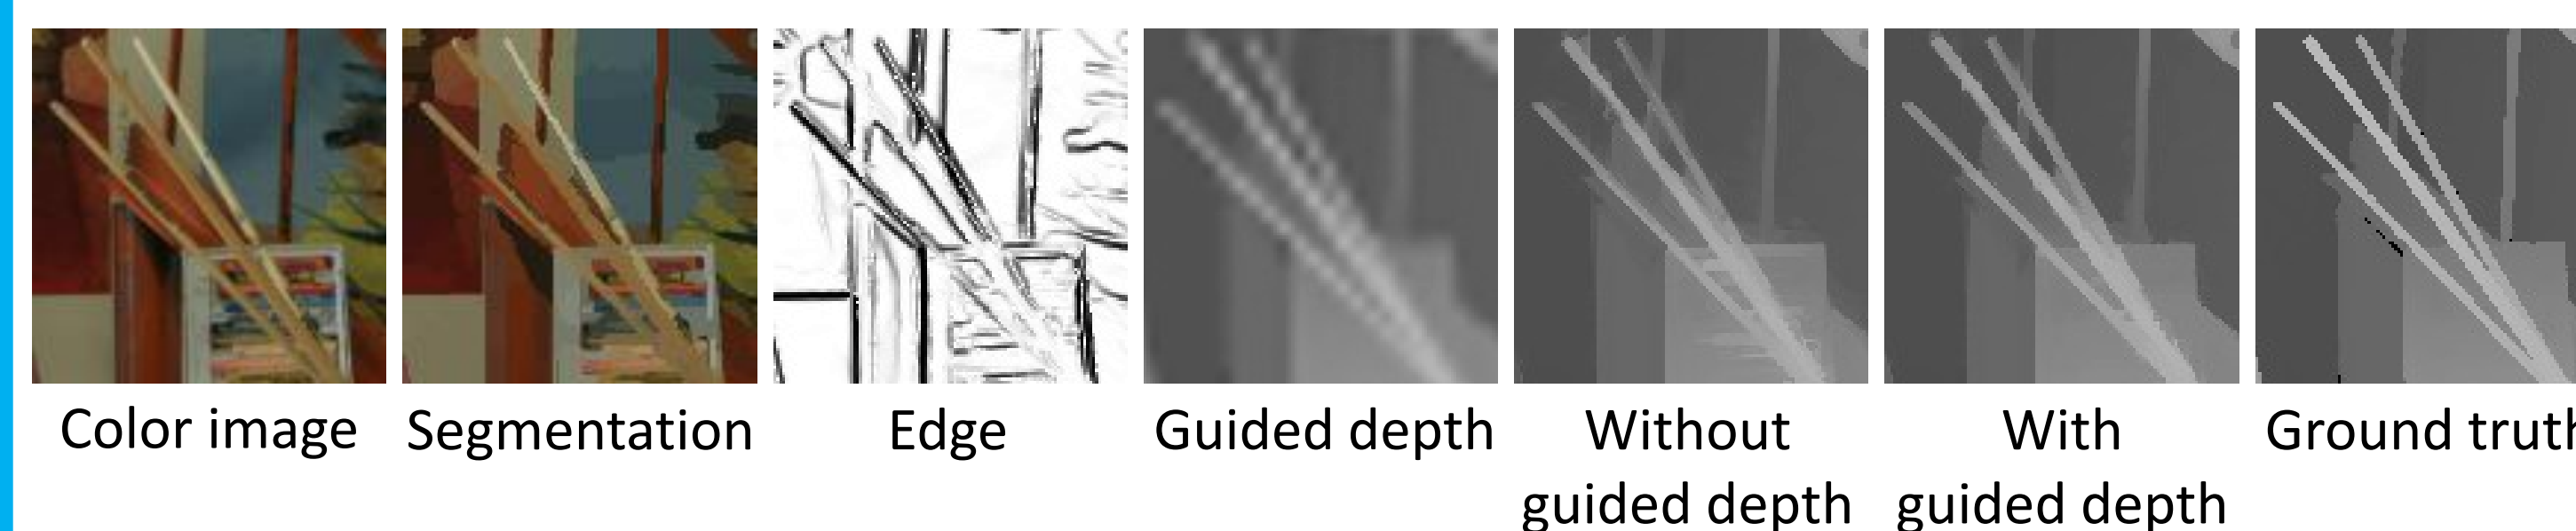 Color image
Segmentation
Edge
Guided depth
Without
guided depth
With
guided depth
Ground truth